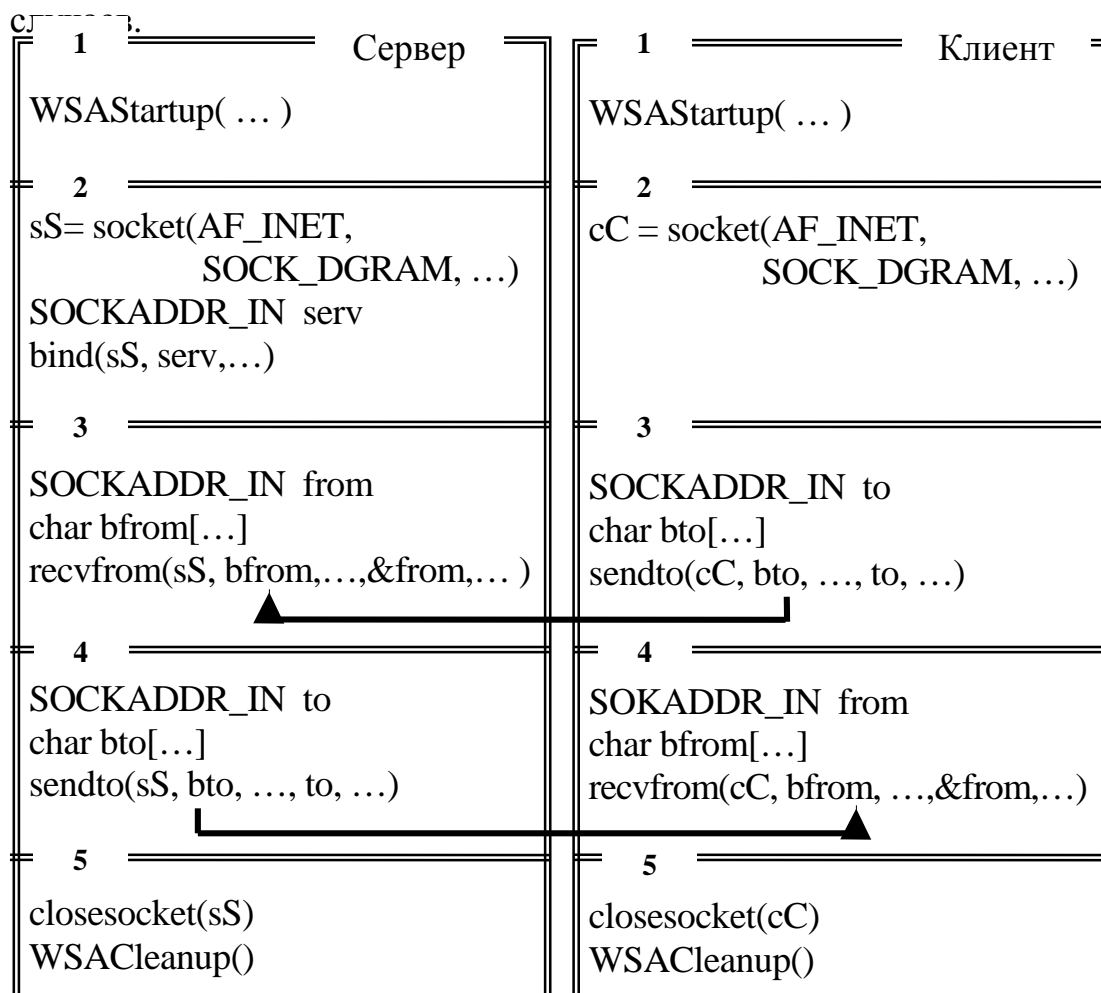 1 Сервер
WSAStartup( … )
2
sS= socket(AF_INET,
SOCK_DGRAM, …)
SOCKADDR_IN serv
bind(sS, serv,…)
3
SOCKADDR_IN from
char bfrom[…]
recvfrom(sS, bfrom,…,&from,… )
4
SOCKADDR_IN to
char bto[…]
sendto(sS, bto, …, to, …)
5
closesocket(sS)
WSACleanup()
1 Клиент
WSAStartup( … )
2
cC = socket(AF_INET,
SOCK_DGRAM, …)
3
SOCKADDR_IN to
char bto[…]
sendto(cC, bto, …, to, …)
4
SOKADDR_IN from
char bfrom[…]
recvfrom(cC, bfrom, …,&from,…)
5
closesocket(cC)
WSACleanup()